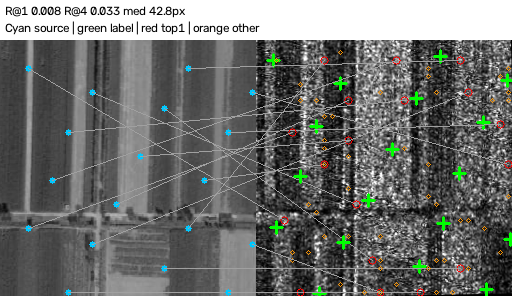 R@1 0.008 R@4 0.033 med 42.8px
Cyan source | green label | red top1 | orange other